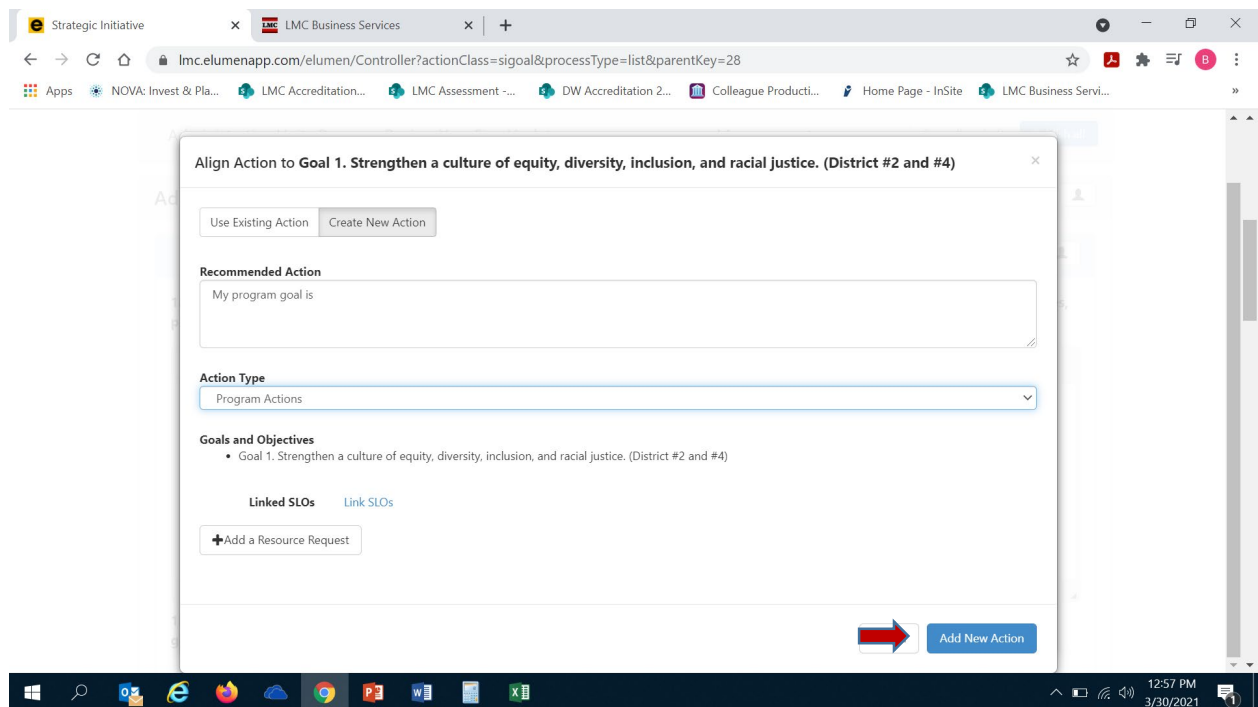 Strategic Initiative
LMC LMC Business Services
lmc.elumenapp.com/elumen/Controller?actionClass=sigoal&processType=list&parentKey=28
B
Apps NOVA: Invest & Pla... LMC Accreditation... LMC Assessment -... DW Accreditation 2... Colleague Producti... Home Page - InSite LMC Business Servi... »
Align Action to Goal 1. Strengthen a culture of equity, diversity, inclusion, and racial justice. (District #2 and #4) ×
Use Existing Action Create New Action
Recommended Action
My program goal is
Action Type
Program Actions
Goals and Objectives
• Goal 1. Strengthen a culture of equity, diversity, inclusion, and racial justice. (District #2 and #4)
Linked SLOs Link SLOs
+Add a Resource Request
Add New Action
12:57 PM
3/30/2021
1